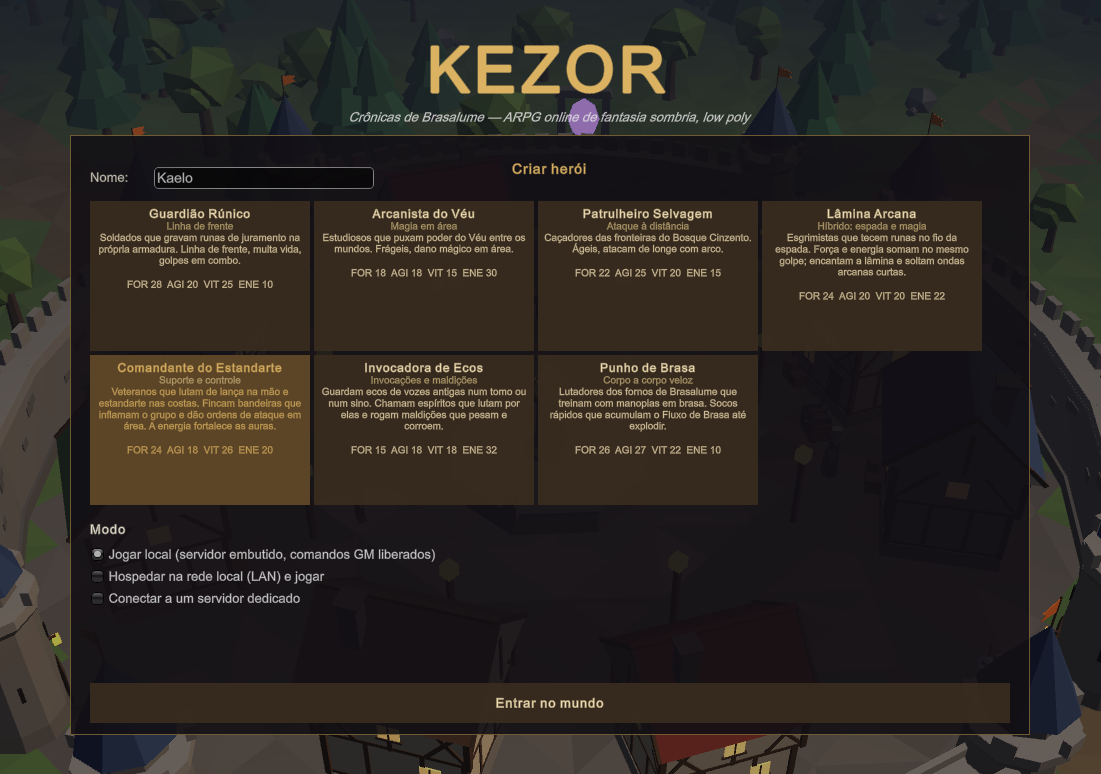 KEZOR
Crônicas de Brasalume — ARPG online de fantasia sombria, low poly
Criar herói
Nome: Kaelo
Guardião Rúnico
Linha de frente
Soldados que gravam runas de juramento na
própria armadura. Linha de frente, muita vida,
golpes em combo.
FOR 28 AGI 20 VIT 25 ENE 10
Arcanista do Véu
Magia em área
Estudiosos que puxam poder do Véu entre os
mundos. Frágeis, dano mágico em área.
FOR 18 AGI 18 VIT 15 ENE 30
Patrulheiro Selvagem
Ataque à distância
Caçadores das fronteiras do Bosque Cinzento.
Ágeis, atacam de longe com arco.
FOR 22 AGI 25 VIT 20 ENE 15
Lâmina Arcana
Híbrido: espada e magia
Esgrimistas que tecem runas no fio da
espada. Força e energia somam no mesmo
golpe; encantam a lâmina e soltam ondas
arcanas curtas.
FOR 24 AGI 20 VIT 20 ENE 22
Comandante do Estandarte
Suporte e controle
Veteranos que lutam de lança na mão e
estandarte nas costas. Fincam bandeiras que
inflamam o grupo e dão ordens de ataque em
área. A energia fortalece as auras.
FOR 24 AGI 18 VIT 26 ENE 20
Invocadora de Ecos
Invocações e maldições
Guardam ecos de vozes antigas num tomo ou
num sino. Chamam espíritos que lutam por
elas e rogam maldições que pesam e
corroem.
FOR 15 AGI 18 VIT 18 ENE 32
Punho de Brasa
Corpo a corpo veloz
Lutadores dos fornos de Brasalume que
treinam com manoplas em brasa. Socos
rápidos que acumulam o Fluxo de Brasa até
explodir.
FOR 26 AGI 27 VIT 22 ENE 10
Modo
Jogar local (servidor embutido, comandos GM liberados)
Hospedar na rede local (LAN) e jogar
Conectar a um servidor dedicado
Entrar no mundo